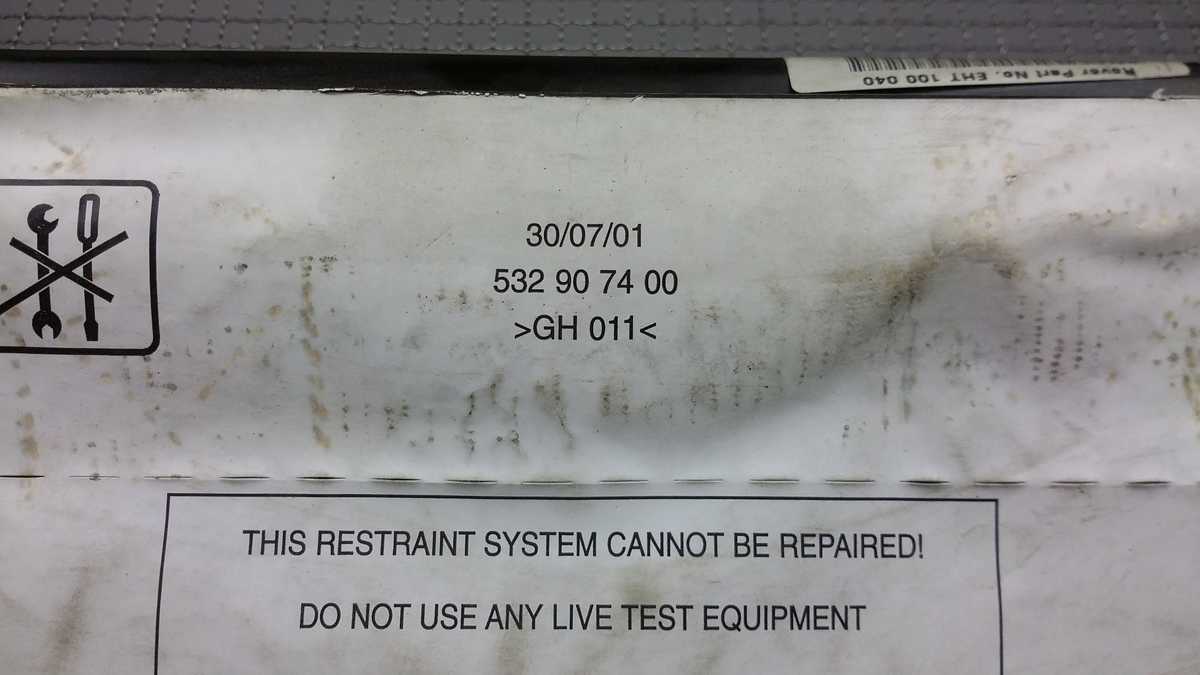 Rover Part No. EHT 100 040
30/07/01
532 90 74 00
>GH 011<
THIS RESTRAINT SYSTEM CANNOT BE REPAIRED!
DO NOT USE ANY LIVE TEST EQUIPMENT